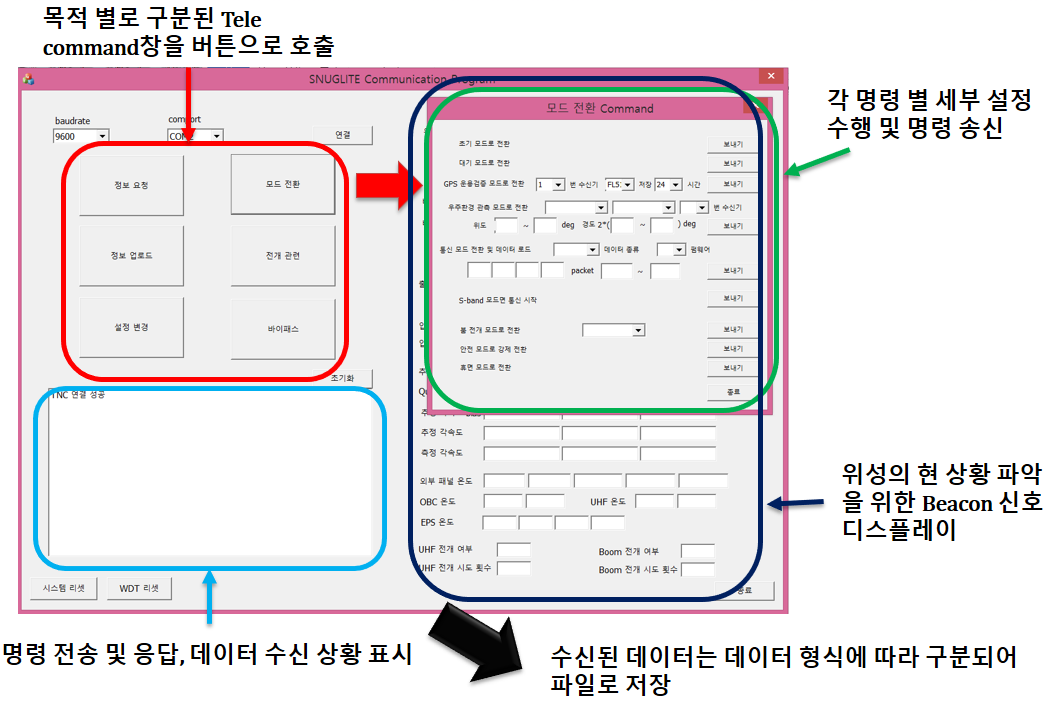 목적 별로 구분된 Tele
command창을 버튼으로 호출
SNUGLITE Communication Program
baudrate
comport
9600
연결
정보 요청
모드 전환
정보 업로드
전개 관련
설정 변경
바이패스
초기화
TNC 연결 성공
시스템 리셋
WDT 리셋
모드 전환 Command
초기 모드로 전환
보내기
대기 모드로 전환
보내기
GPS 운용검증 모드로 전환 1 번 수신기 저장 24 시간
보내기
우주환경 관측 모드로 전환 번 수신기
위도 ~ deg 경도 2*( ~ ) deg
보내기
통신 모드 전환 및 데이터 로드 데이터 종류 펌웨어
packet ~
보내기
S-band 모드면 통신 시작
보내기
붐 전개 모드로 전환
보내기
안전 모드로 강제 전환
보내기
휴면 모드로 전환
보내기
종료
추정 각속도
측정 각속도
외부 패널 온도
OBC 온도 UHF 온도
EPS 온도
UHF 전개 여부 Boom 전개 여부
UHF 전개 시도 횟수 Boom 전개 시도 횟수
각 명령 별 세부 설정
수행 및 명령 송신
위성의 현 상황 파악
을 위한 Beacon 신호
디스플레이
명령 전송 및 응답, 데이터 수신 상황 표시
수신된 데이터는 데이터 형식에 따라 구분되어
파일로 저장